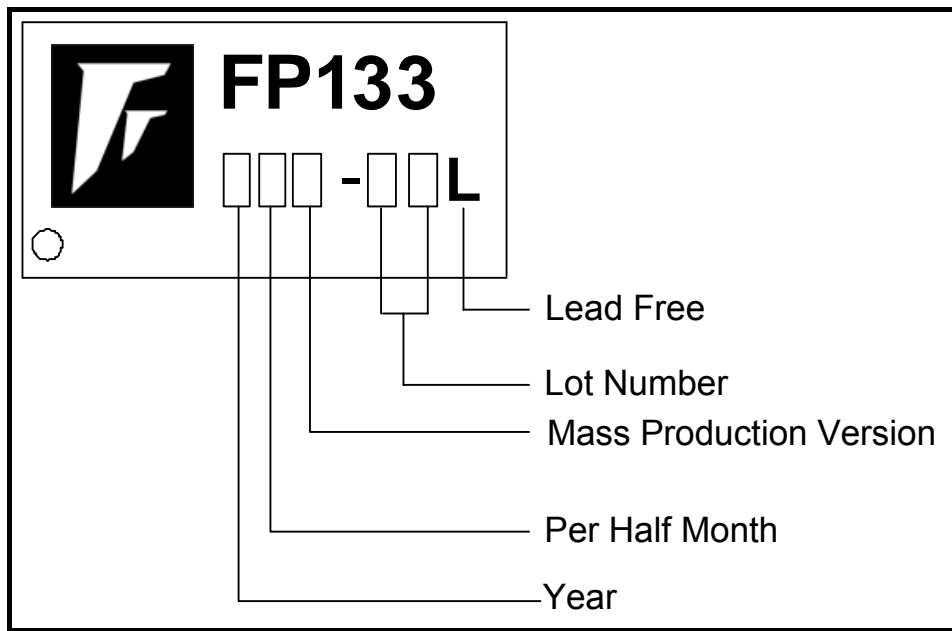 FP133
▯▯▯-▯▯L
Lead Free
Lot Number
Mass Production Version
Per Half Month
Year